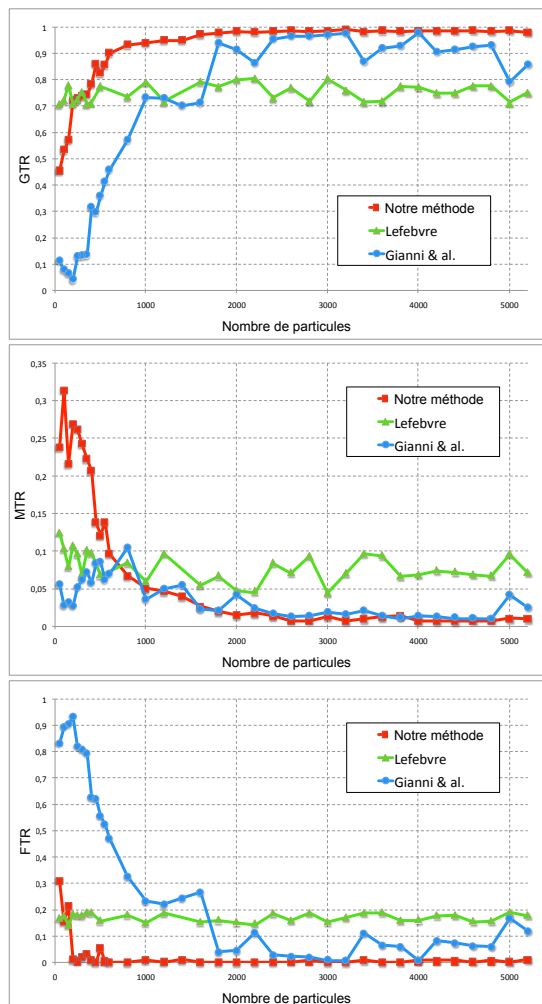 GTR
1
0,9
0,8
0,7
0,6
0,5
0,4
0,3
0,2
0,1
0
0 1000 2000 3000 4000 5000
Notre méthode
Lefebvre
Gianni & al.
Nombre de particules
MTR
0,35
0,3
0,25
0,2
0,15
0,1
0,05
0
0 1000 2000 3000 4000 5000
Notre méthode
Lefebvre
Gianni & al.
Nombre de particules
FTR
1
0,9
0,8
0,7
0,6
0,5
0,4
0,3
0,2
0,1
0
0 1000 2000 3000 4000 5000
Notre méthode
Lefebvre
Gianni & al.
Nombre de particules